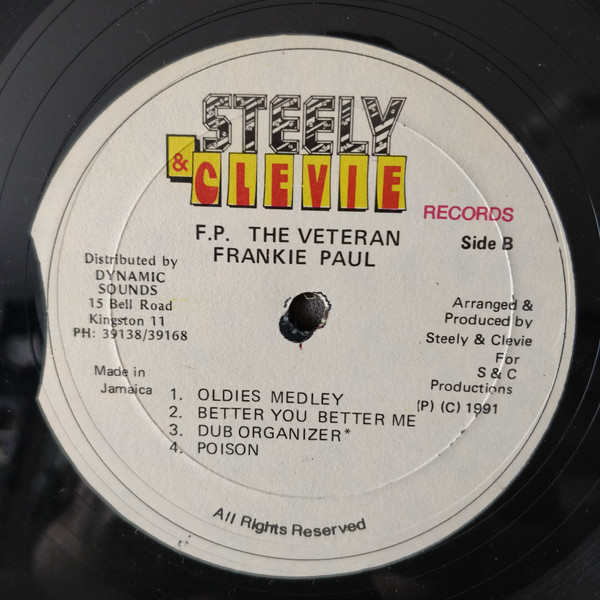 STEELY
& CLEVIE
RECORDS
F.P. THE VETERAN
FRANKIE PAUL
Side B
Distributed by
DYNAMIC
SOUNDS
15 Bell Road
Kingston 11
PH: 39138/39168
Made in
Jamaica
Arranged &
Produced by
Steely & Clevie
For
S & C
Productions
(P) (C) 1991
1. OLDIES MEDLEY
2. BETTER YOU BETTER ME
3. DUB ORGANIZER*
4. POISON
All Rights Reserved